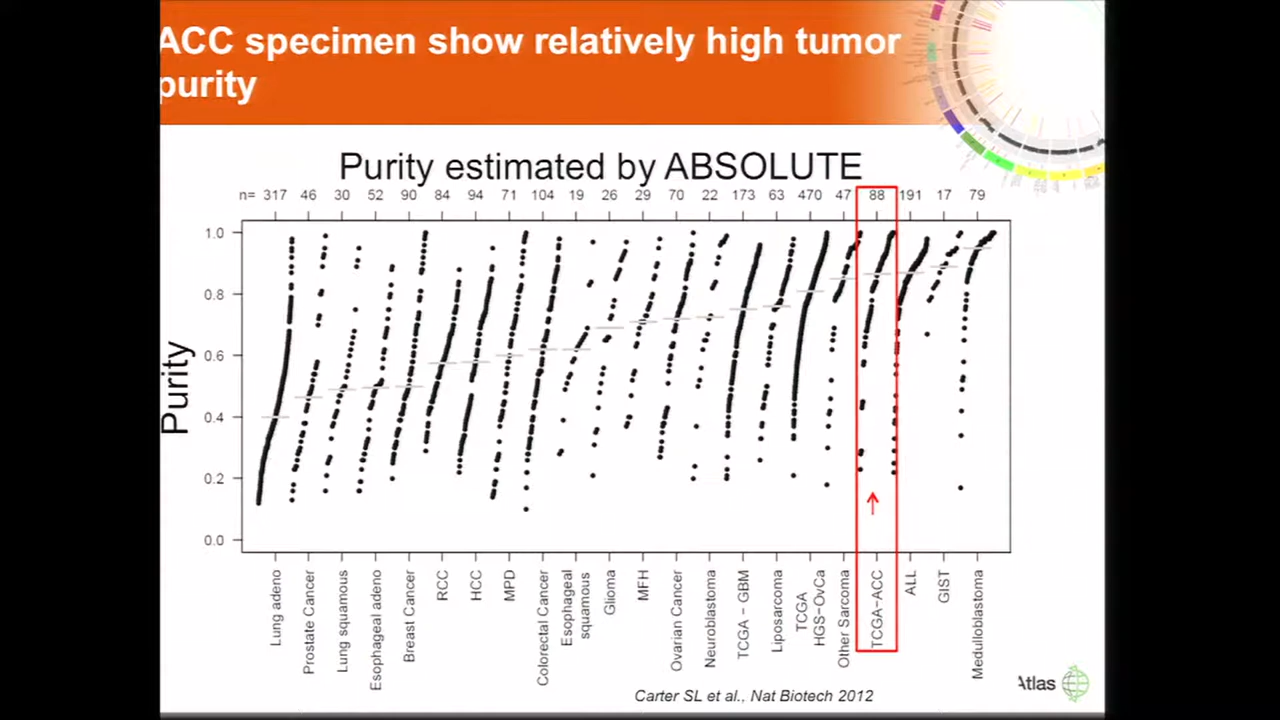 ACC specimen show relatively high tumor
purity
Purity estimated by ABSOLUTE
n= 317 46 30 52 90 84 94 71 104 19 26 29 70 22 173 63 470 47 88 191 17 79
Purity
1.0
0.8
0.6
0.4
0.2
0.0
Lung adeno
Prostate Cancer
Lung squamous
Esophageal adeno
Breast Cancer
RCC
HCC
MPD
Colorectal Cancer
Esophageal
squamous
Glioma
MFH
Ovarian Cancer
Neuroblastoma
TCGA - GBM
Liposarcoma
TCGA
HGS-OvCa
Other Sarcoma
TCGA-ACC
ALL
GIST
Medulloblastoma
Carter SL et al., Nat Biotech 2012
Atlas